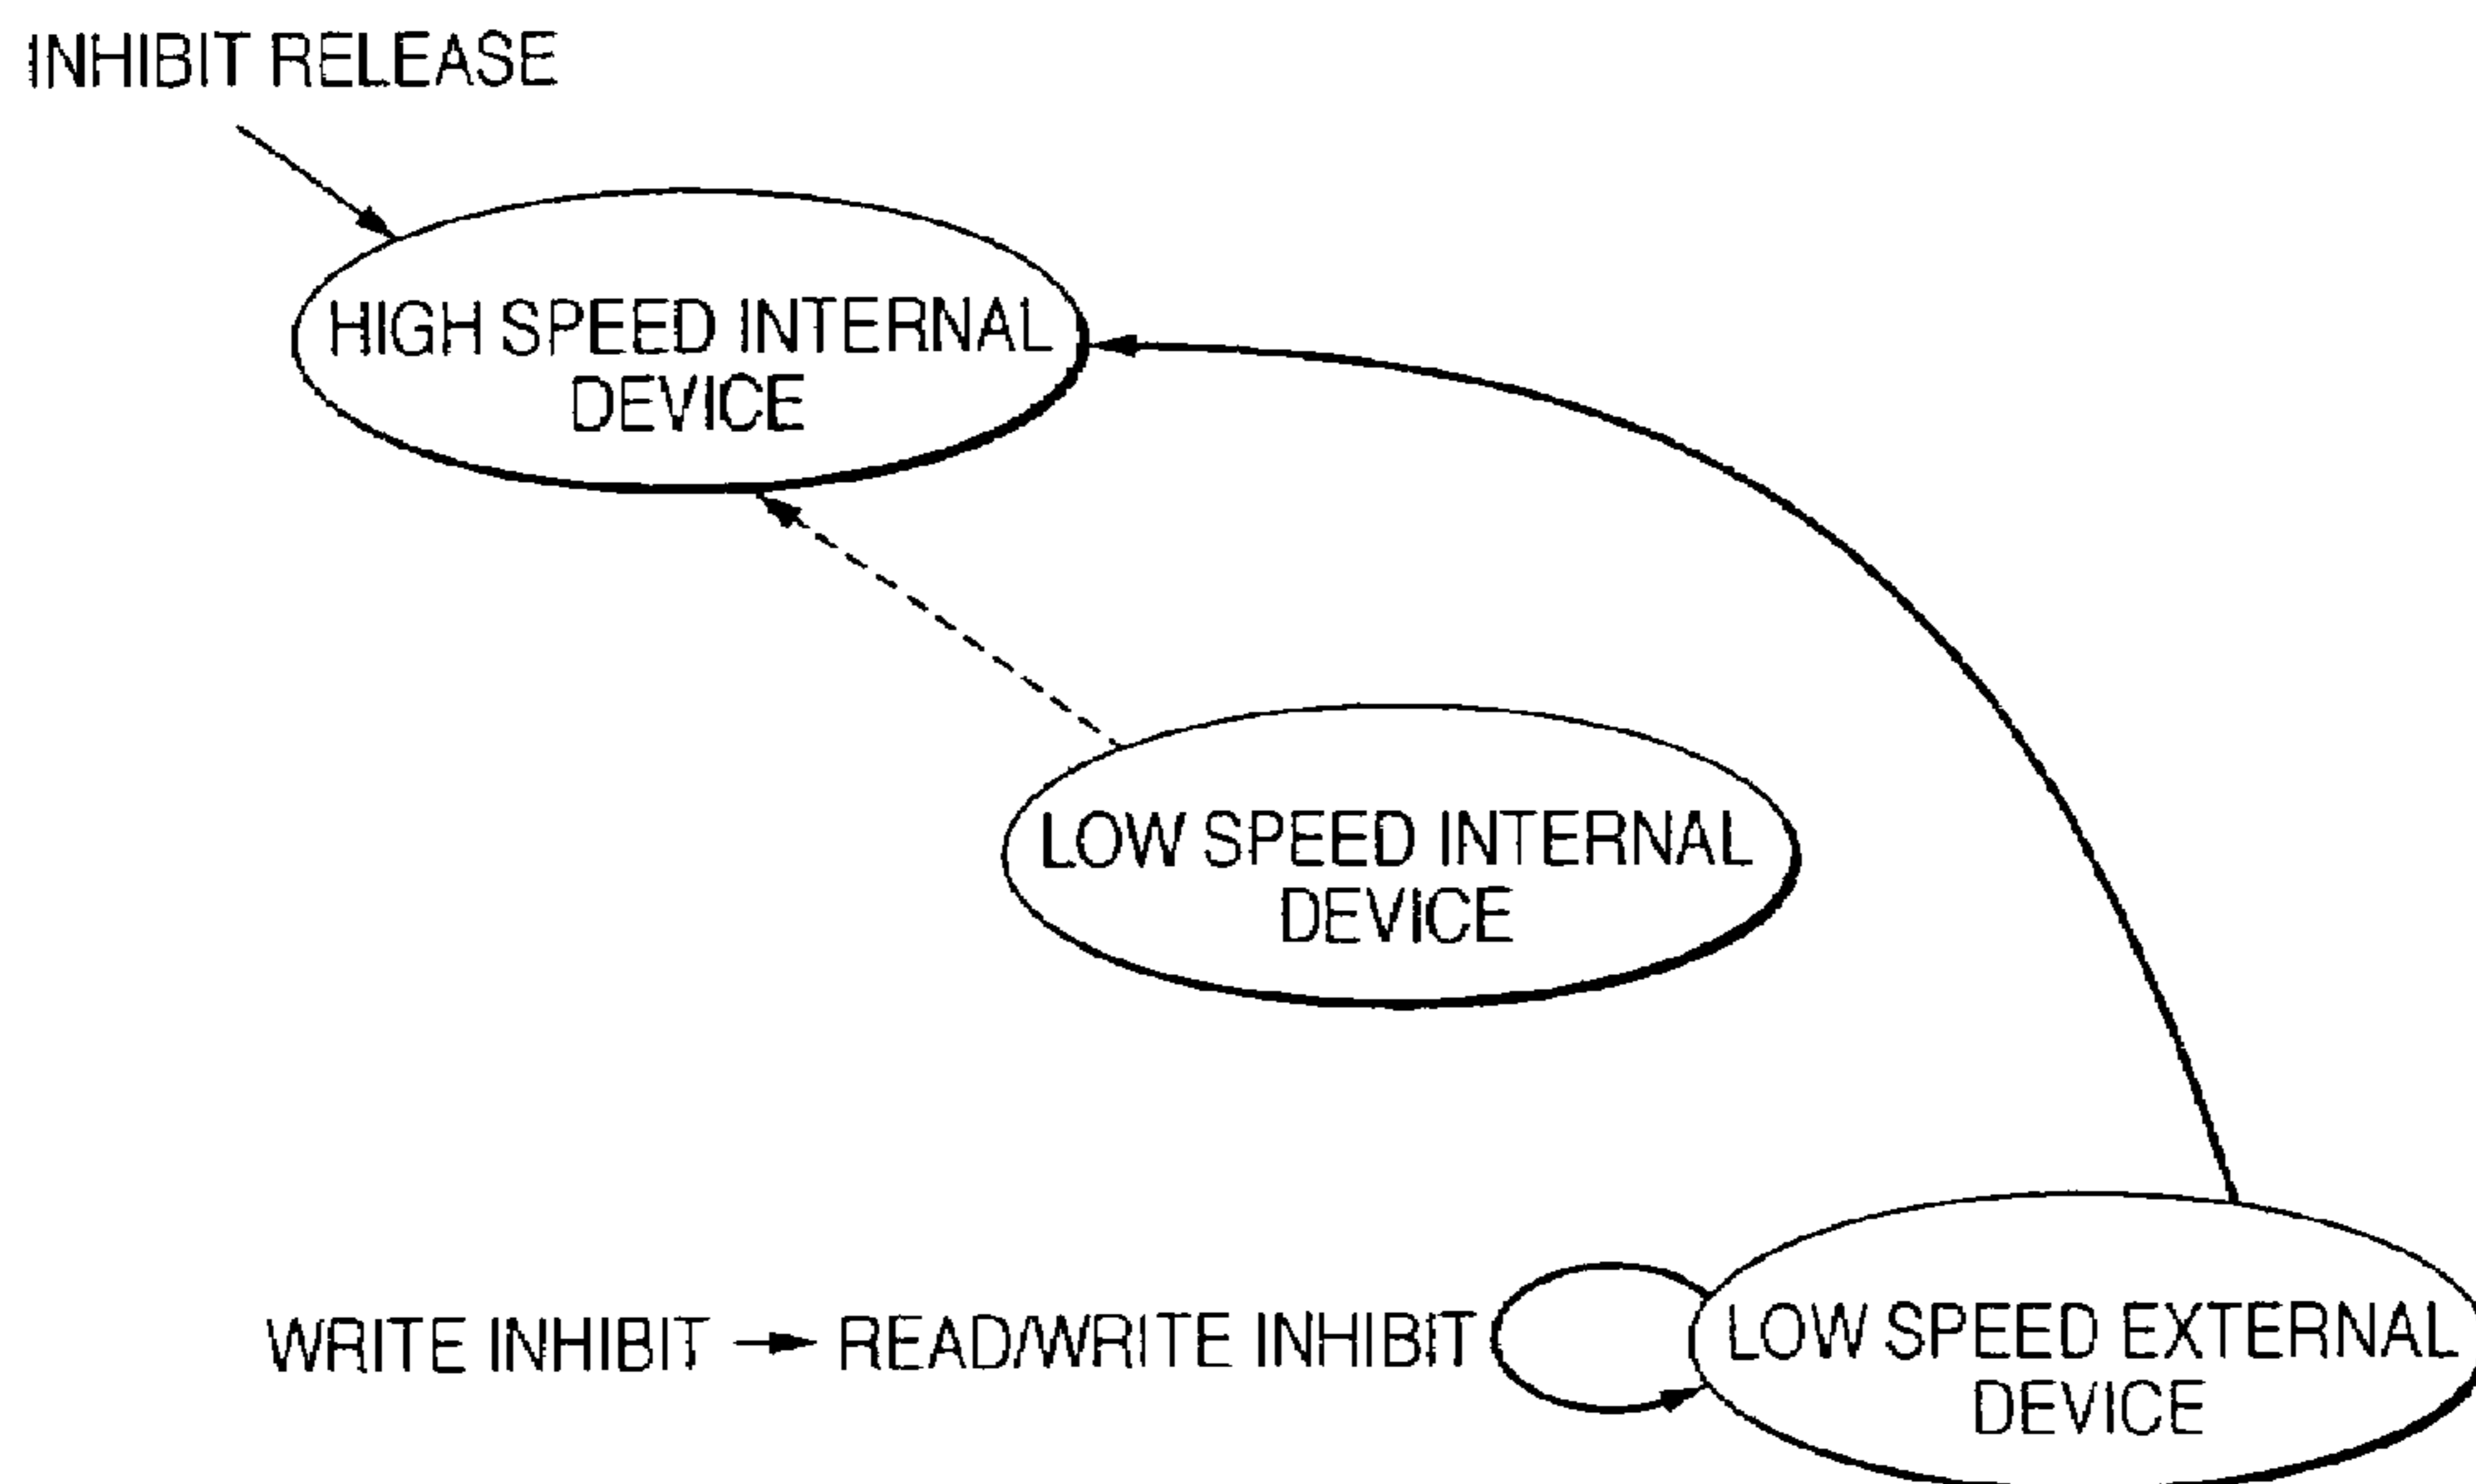 INHIBIT RELEASE
HIGH SPEED INTERNAL
DEVICE
LOW SPEED INTERNAL
DEVICE
WRITE INHIBIT → READ/WRITE INHIBIT
LOW SPEED EXTERNAL
DEVICE